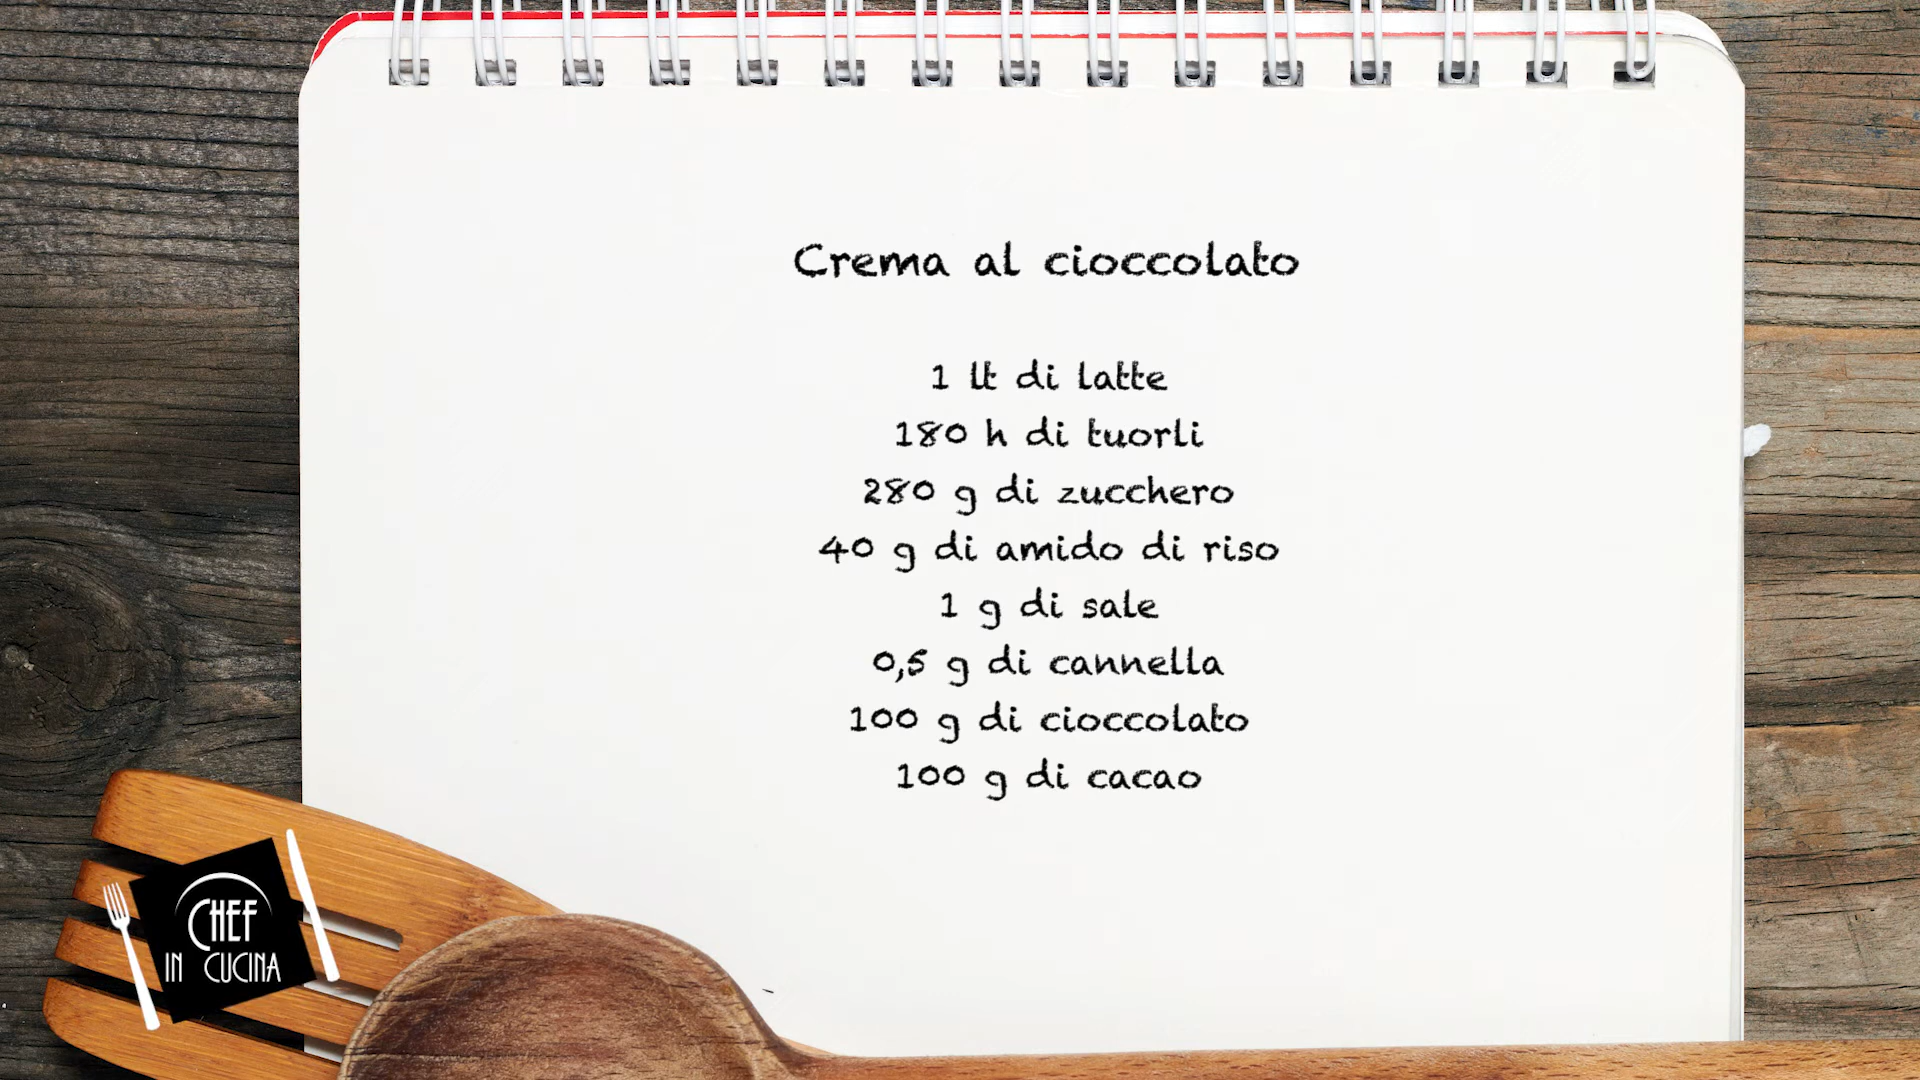 Crema al cioccolato
1 lt di latte
180 h di tuorli
280 g di zucchero
40 g di amido di riso
1 g di sale
0,5 g di cannella
100 g di cioccolato
100 g di cacao
CHEF
IN CUCINA